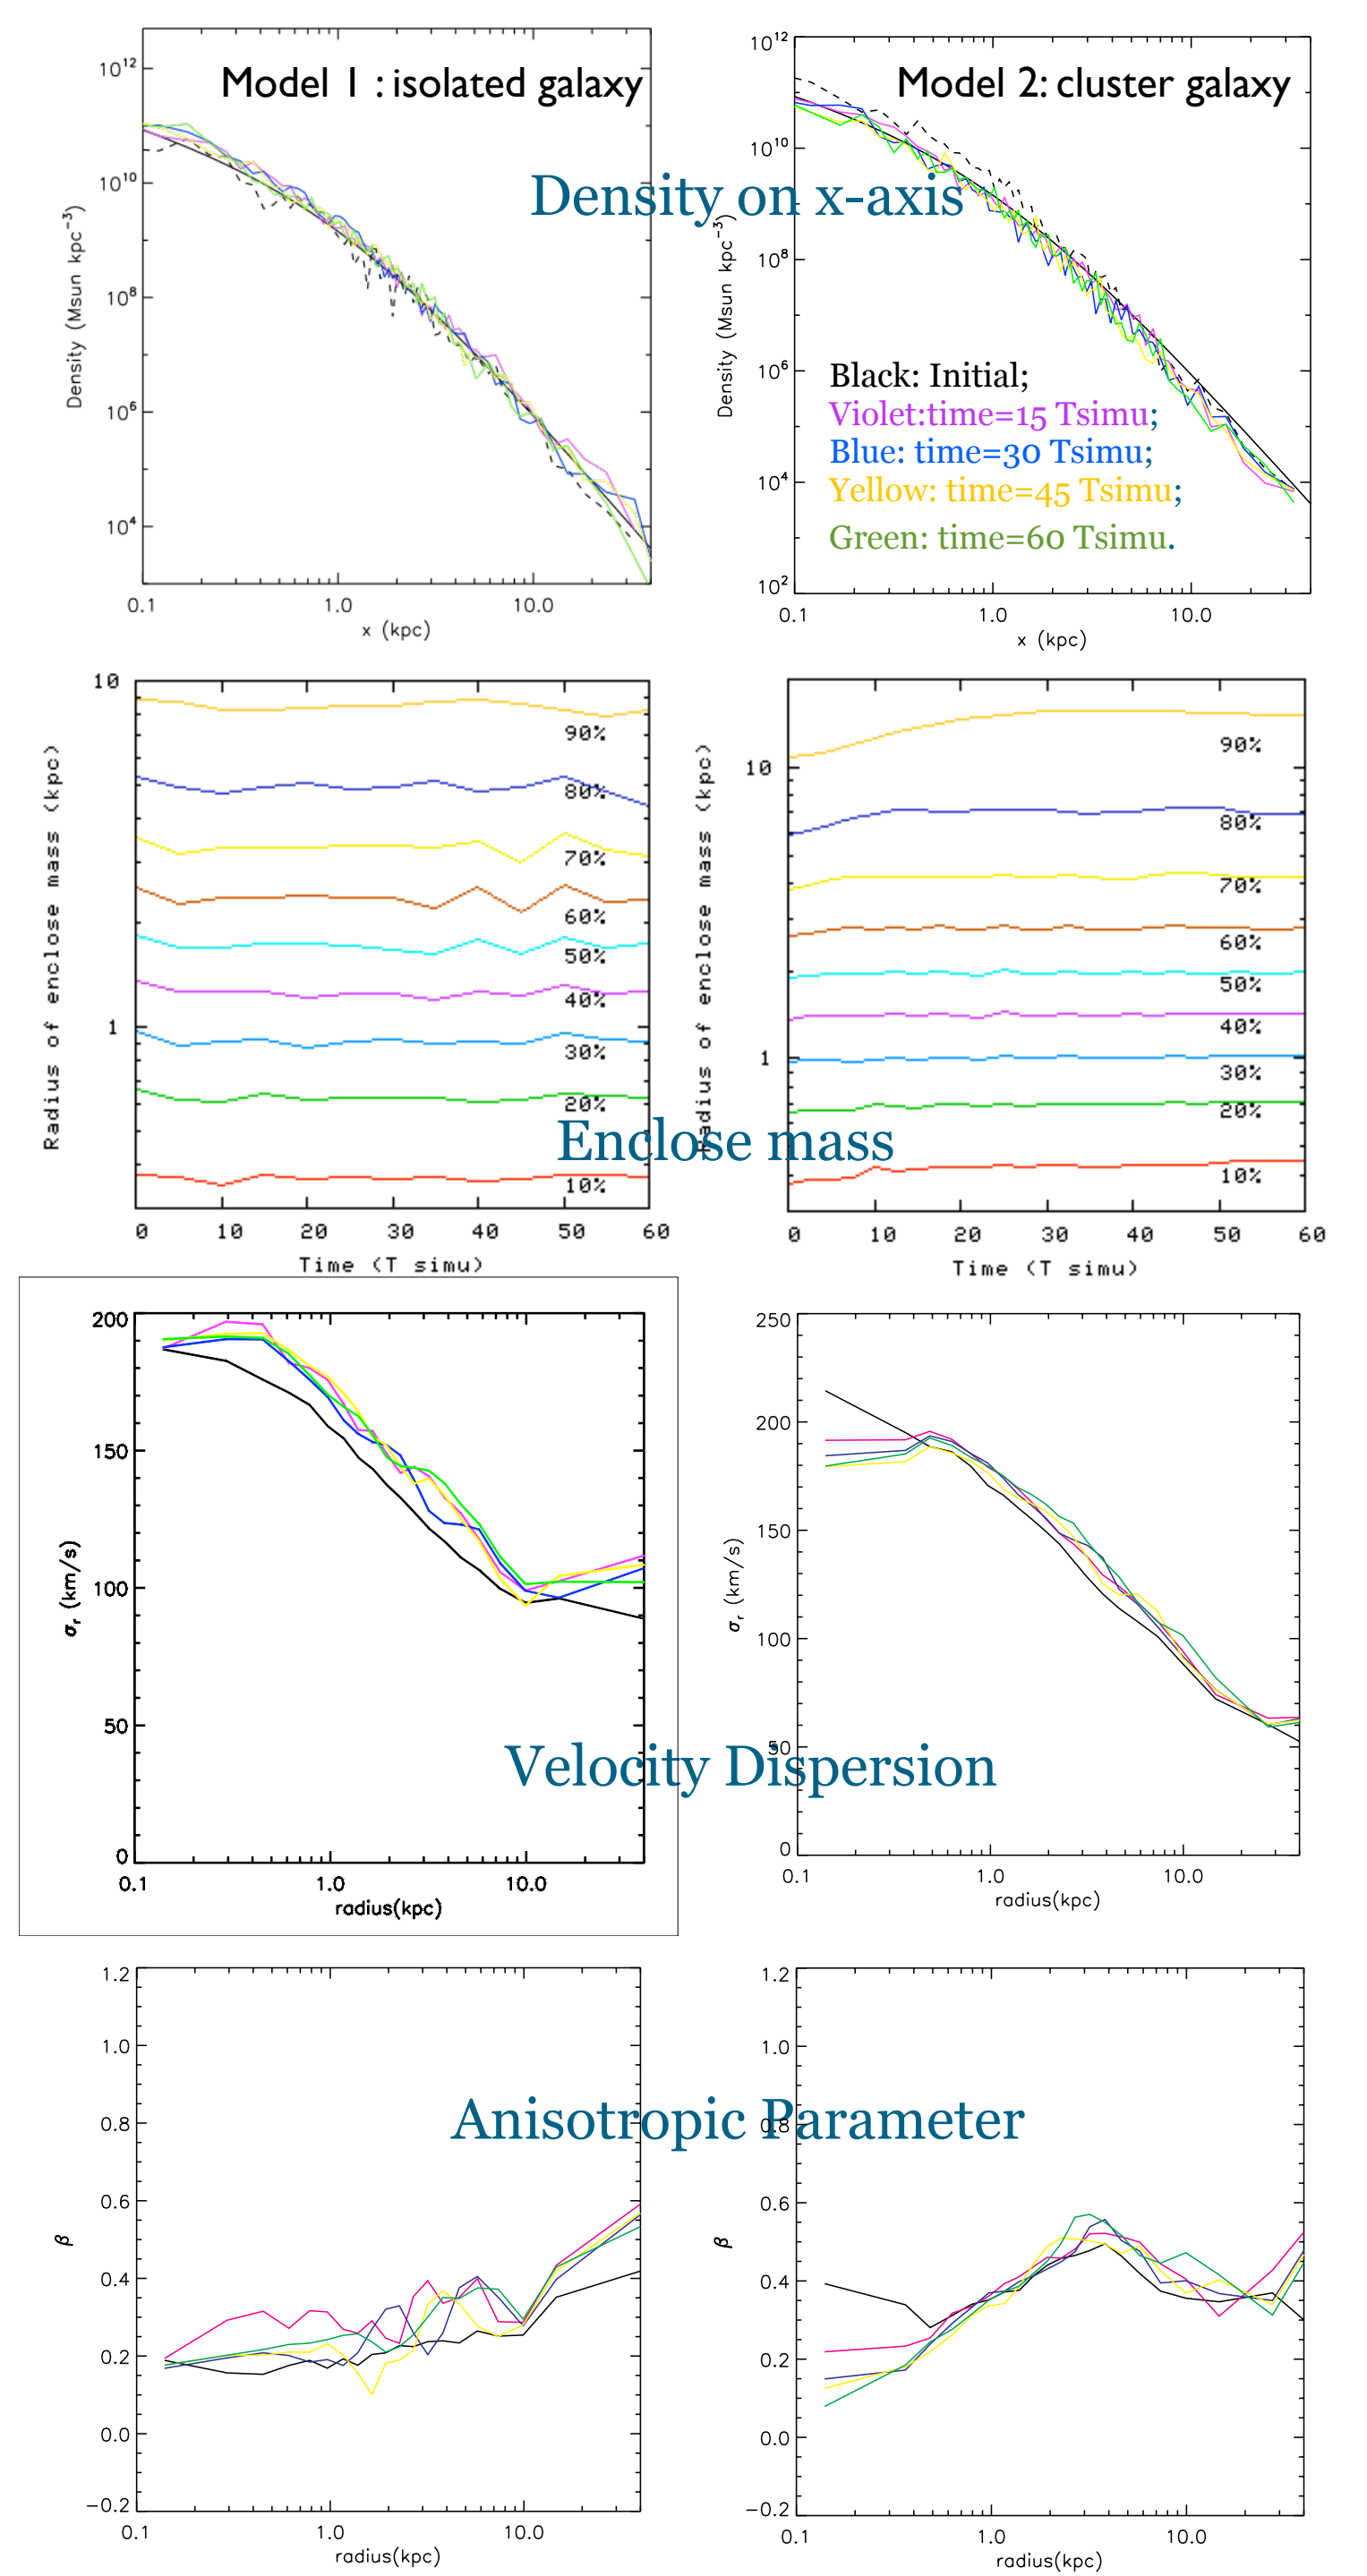 Model 1 : isolated galaxy
Model 2: cluster galaxy
Density on x-axis
10^12
10^10
10^8
10^6
10^4
Density (Msun kpc^-3)
0.1 1.0 10.0
x (kpc)
10^12
10^10
10^8
10^6
10^4
10^2
Density (Msun kpc^-3)
Black: Initial;
Violet:time=15 Tsimu;
Blue: time=30 Tsimu;
Yellow: time=45 Tsimu;
Green: time=60 Tsimu.
0.1 1.0 10.0
x (kpc)
Enclose mass
10
1
Radius of enclose mass (kpc)
90%
80%
70%
60%
50%
40%
30%
20%
10%
0 10 20 30 40 50 60
Time (T simu)
10
1
Radius of enclose mass (kpc)
90%
80%
70%
60%
50%
40%
30%
20%
10%
0 10 20 30 40 50 60
Time (T simu)
Velocity Dispersion
200
150
100
50
0
σr (km/s)
0.1 1.0 10.0
radius(kpc)
250
200
150
100
50
0
σr (km/s)
0.1 1.0 10.0
radius(kpc)
Anisotropic Parameter
1.2
1.0
0.8
0.6
0.4
0.2
0.0
−0.2
β
0.1 1.0 10.0
radius(kpc)
1.2
1.0
0.8
0.6
0.4
0.2
0.0
−0.2
β
0.1 1.0 10.0
radius(kpc)